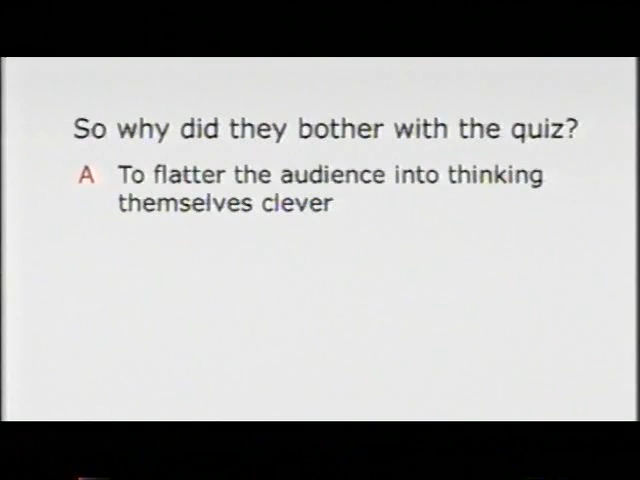 So why did they bother with the quiz?
A To flatter the audience into thinking
themselves clever